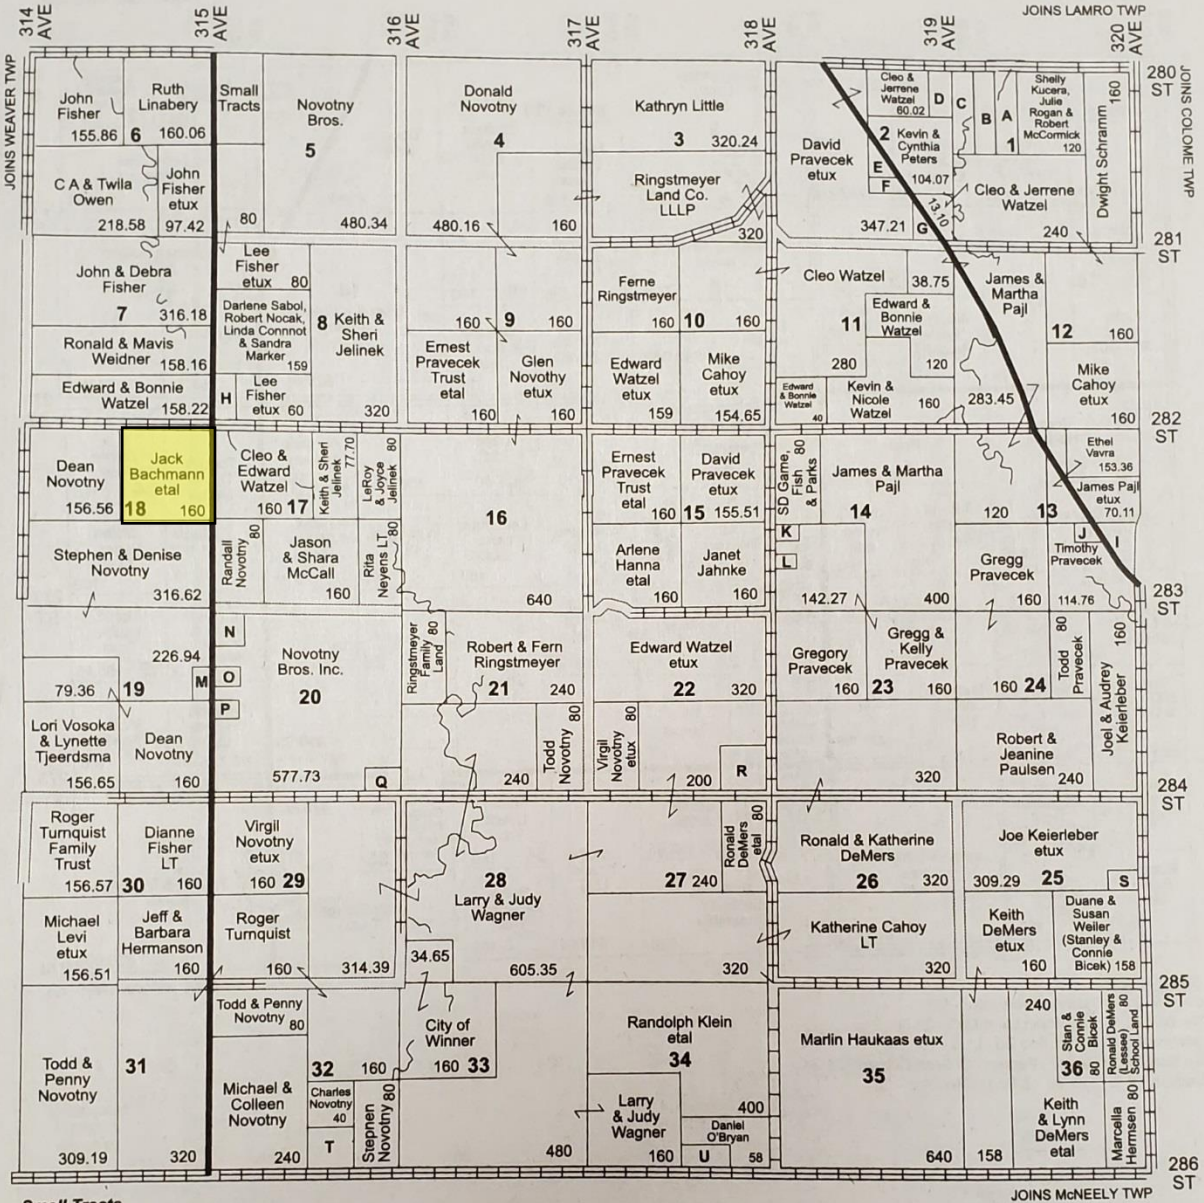 JOINS LAMRO TWP
314 AVE
315 AVE
316 AVE
317 AVE
318 AVE
319 AVE
320 AVE
JOINS WEAVER TWP
JOINS COLOME TWP
280 ST
281 ST
282 ST
283 ST
284 ST
285 ST
286 ST
John
Fisher
155.86
6
Ruth
Linabery
160.06
C A & Twila
Owen
218.58
John
Fisher
etux
97.42
Small
Tracts
80
Novotny
Bros.
5
480.34
Donald
Novotny
4
480.16
160
Kathryn Little
3 320.24
Ringstmeyer
Land Co.
LLLP
320
David
Pravecek
etux
347.21
Cleo &
Jerrene
Watzel
60.02
D
2 Kevin &
Cynthia
Peters
104.07
E
F
G
13.10
C
B
A
1
Shelly
Kucera,
Julie
Rogan &
Robert
McCormick
120
Cleo & Jerrene
Watzel
240
Dwight Schramm
160
John & Debra
Fisher
7 316.18
Ronald & Mavis
Weidner 158.16
Edward & Bonnie
Watzel 158.22
Lee
Fisher
etux 80
Darlene Sabol,
Robert Nocak,
Linda Connnot
& Sandra
Marker
159
H
Lee
Fisher
etux 60
8 Keith &
Sheri
Jelinek
320
160
9 160
Ernest
Pravecek
Trust
etal
160
Glen
Novothy
etux
160
Ferne
Ringstmeyer
160 10 160
Edward
Watzel
etux
159
Mike
Cahoy
etux
154.65
Cleo Watzel
38.75
11
280
Edward &
Bonnie
Watzel
120
Edward
& Bonnie
Watzel
40
Kevin &
Nicole
Watzel
160
James &
Martha
Pajl
283.45
12 160
Mike
Cahoy
etux
160
Dean
Novotny
156.56
Jack
Bachmann
etal
18 160
Stephen & Denise
Novotny
316.62
Cleo &
Edward
Watzel
160 17
Keith & Sheri
Jelinek
77.70
LeRoy
& Joyce
Jelinek 80
Randall
Novotny 80
Jason
& Shara
McCall
160
Rita
Neyens LT 80
16
640
Ernest
Pravecek
Trust
etal
160
David
Pravecek
etux
15 155.51
Arlene
Hanna
etal
160
Janet
Jahnke
160
SD Game,
Fish 80
& Parks
K
L
James & Martha
Pajl
14
142.27
400
120
13
Ethel
Vavra
153.36
James Pajl
etux
70.11
J
I
Timothy
Pravecek
114.76
Gregg
Pravecek
160
226.94
79.36
19
M
Lori Vosoka
& Lynette
Tjeerdsma
156.65
Dean
Novotny
160
N
O
P
Novotny
Bros. Inc.
20
577.73
Q
Ringstmeyer
Family
Land 80
Robert & Fern
Ringstmeyer
21 240
240
Todd
Novotny 80
Edward Watzel
etux
22 320
Virgil
Novotny
etux 80
200
R
Gregory
Pravecek
160
Gregg &
Kelly
Pravecek
23 160
320
160 24
Todd
Pravecek 80
Joel & Audrey
Keierleber
160
Robert &
Jeanine
Paulsen
240
Roger
Turnquist
Family
Trust
156.57
Dianne
Fisher
LT
30 160
Michael
Levi
etux
156.51
Jeff &
Barbara
Hermanson
160
Virgil
Novotny
etux
160 29
Roger
Turnquist
160
314.39
28
Larry & Judy
Wagner
34.65
605.35
27 240
Ronald
DeMers
etal 80
320
Ronald & Katherine
DeMers
26 320
Katherine Cahoy
LT
320
Joe Keierleber
etux
309.29 25
S
Keith
DeMers
etux
160
Duane &
Susan
Weiler
(Stanley &
Connie
Bicek) 158
Todd &
Penny
Novotny
309.19
31
320
Todd & Penny
Novotny 80
32 160
Michael &
Colleen
Novotny
240
Charles
Novotny
40
T
Stephen
Novotny 80
City of
Winner
160 33
480
Randolph Klein
etal
34
400
Larry
& Judy
Wagner
160
Daniel
O'Bryan
U 58
Marlin Haukaas etux
35
640
158
240
Stan &
Connie
Bicek
36 80
Ronald DeMers
(Lessee) 80
School Land
Keith
& Lynn
DeMers
etal
Marcella
Hermsen 80
JOINS McNEELY TWP